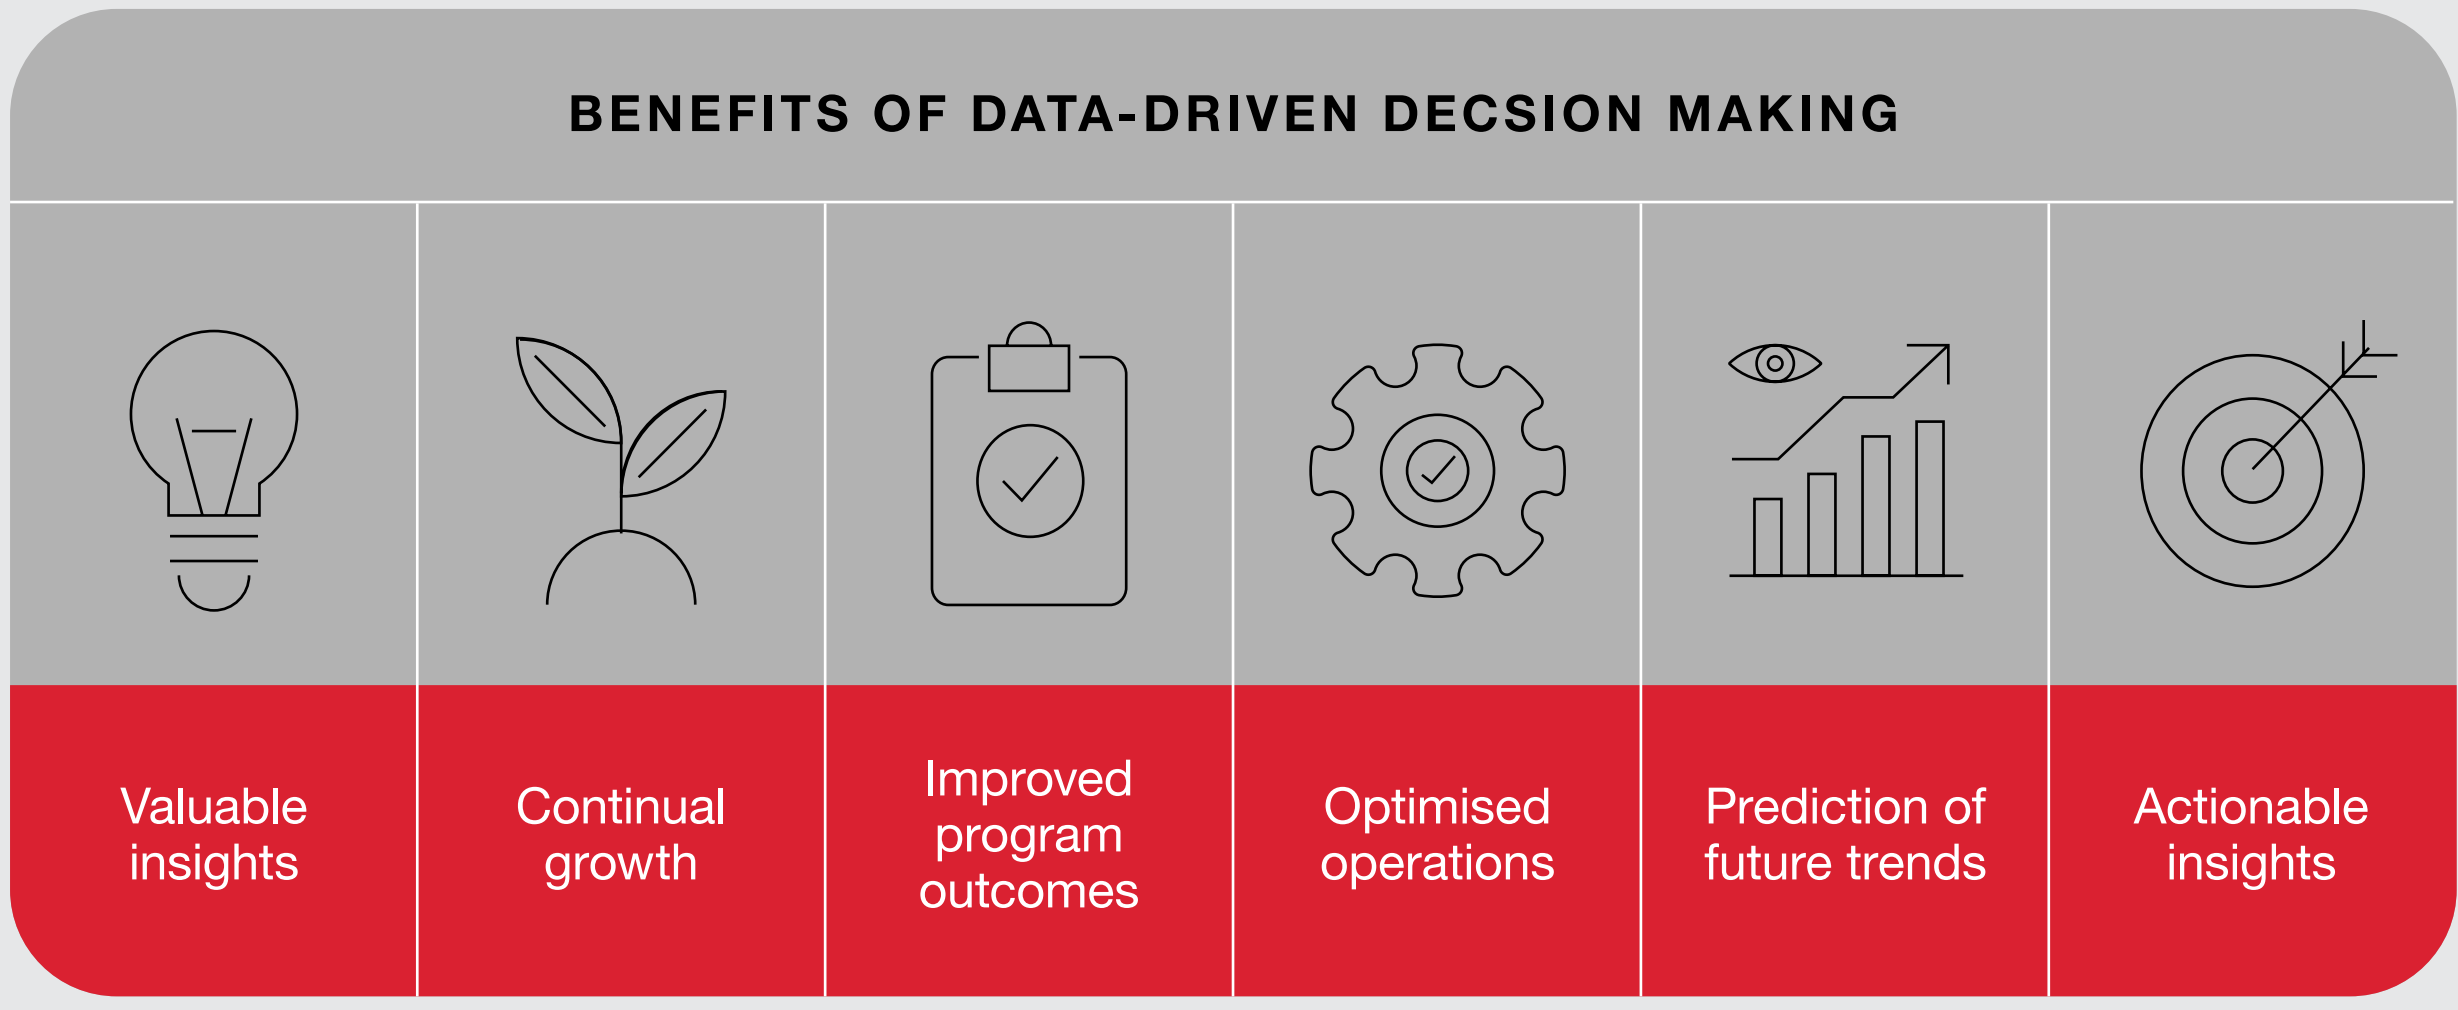 BENEFITS OF DATA-DRIVEN DECSION MAKING
Valuable
insights
Continual
growth
Improved
program
outcomes
Optimised
operations
Prediction of
future trends
Actionable
insights